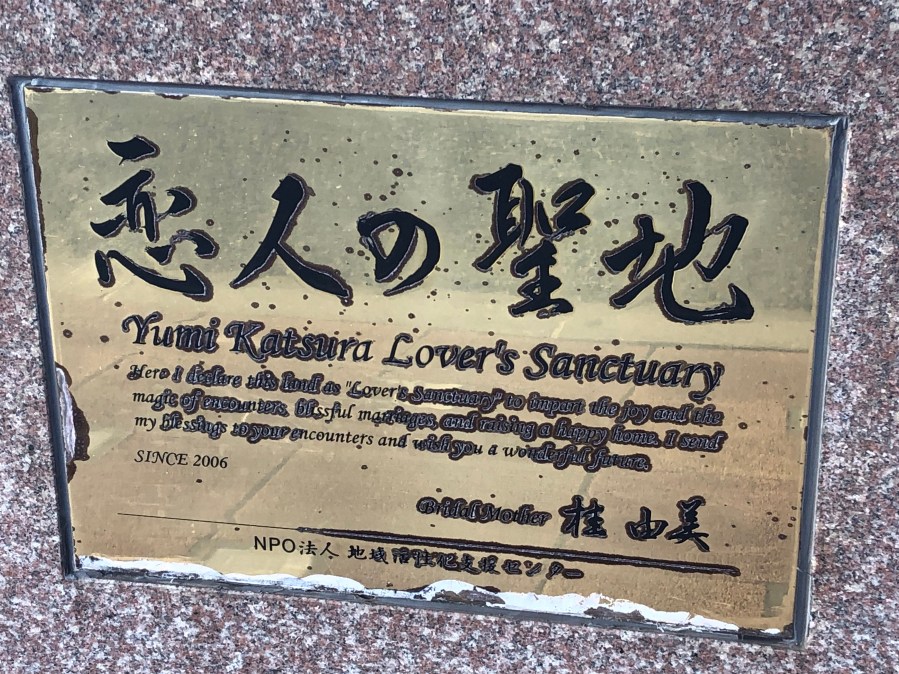 恋人の聖地
Yumi Katsura Lover's Sanctuary
Here I declare this land as "Lover's Sanctuary" to impart the joy and the
magic of encounters, blissful marriages, and raising a happy home. I send
my blessings to your encounters and wish you a wonderful future.
SINCE 2006
Bridal Mother 桂 由美
NPO法人 地域活性化支援センター